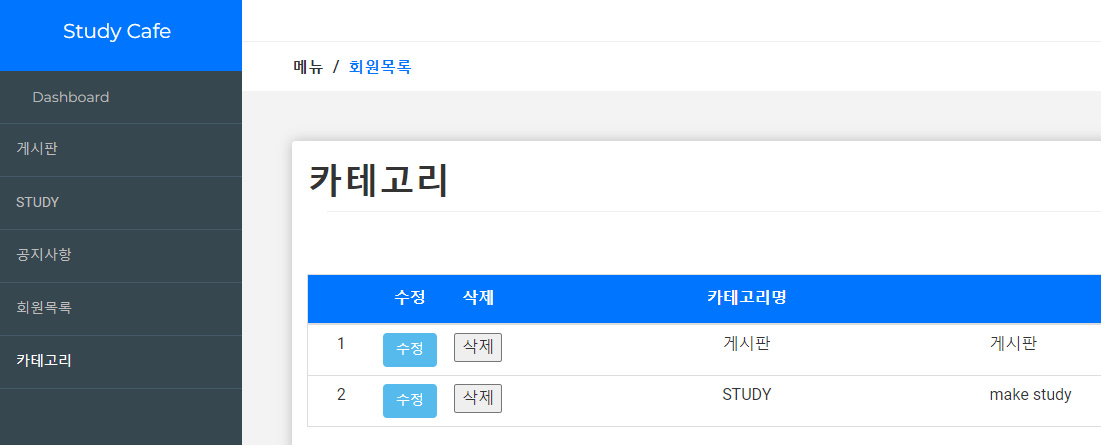 Study Cafe
메뉴 / 회원목록
Dashboard
게시판
STUDY
공지사항
회원목록
카테고리
카테고리
수정 삭제 카테고리명
1 수정 삭제 게시판 게시판
2 수정 삭제 STUDY make study